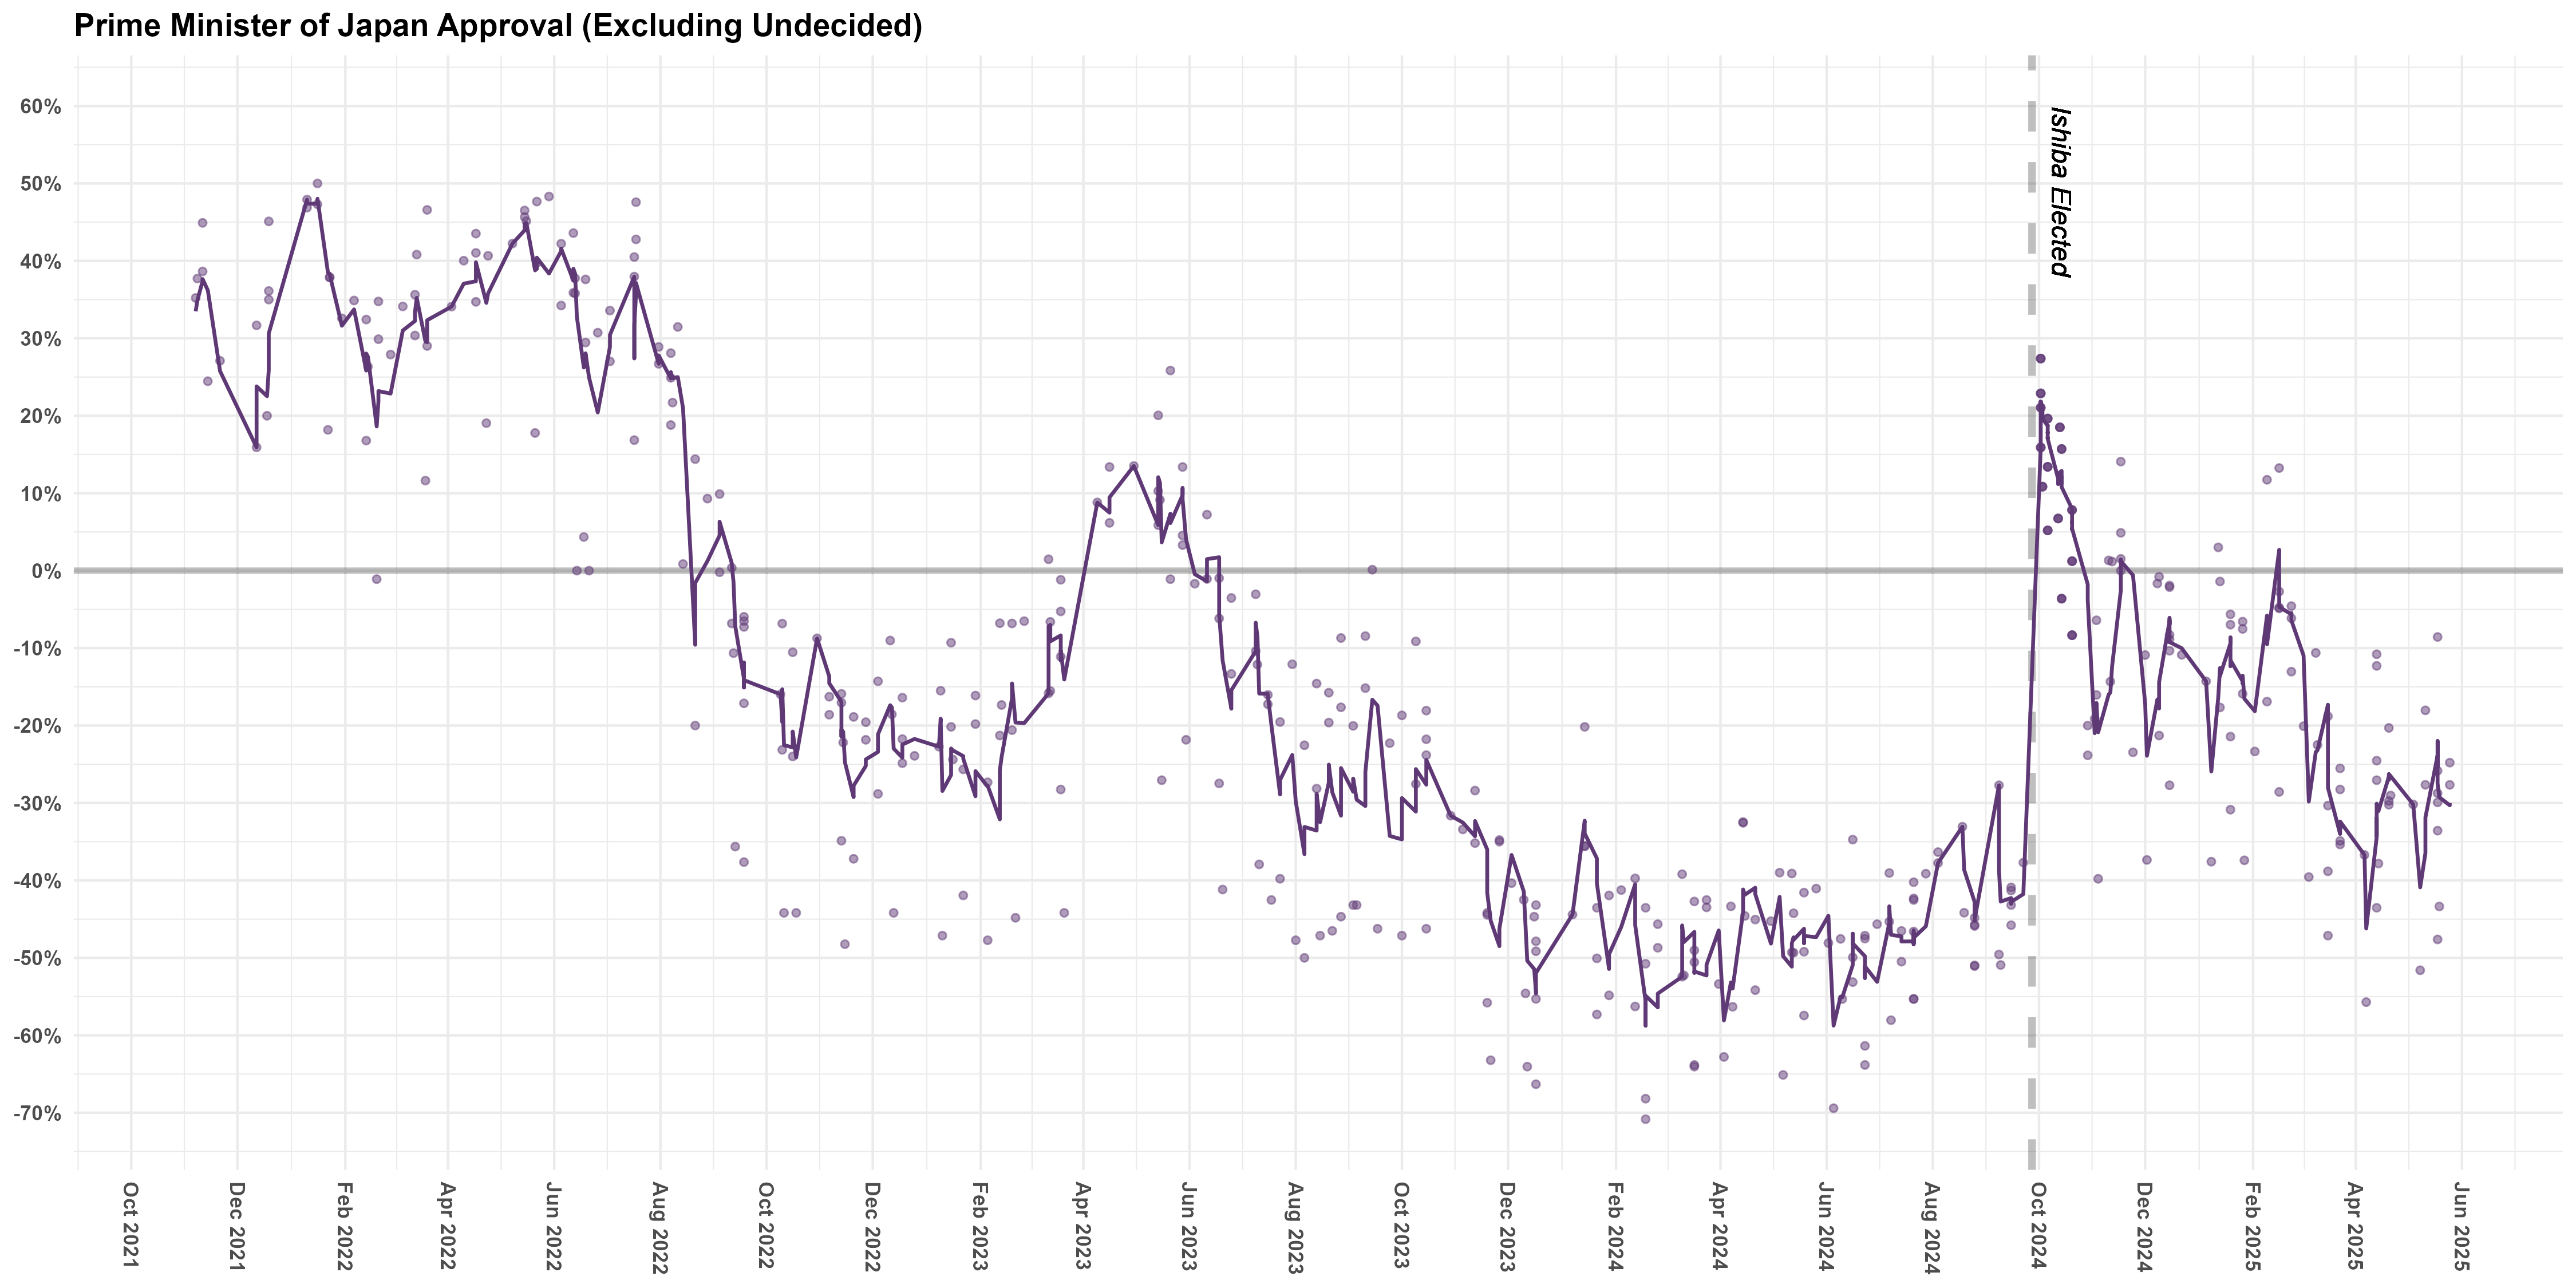 Prime Minister of Japan Approval (Excluding Undecided)
60%
50%
40%
30%
20%
10%
0%
-10%
-20%
-30%
-40%
-50%
-60%
-70%
Ishiba Elected
Oct 2021
Dec 2021
Feb 2022
Apr 2022
Jun 2022
Aug 2022
Oct 2022
Dec 2022
Feb 2023
Apr 2023
Jun 2023
Aug 2023
Oct 2023
Dec 2023
Feb 2024
Apr 2024
Jun 2024
Aug 2024
Oct 2024
Dec 2024
Feb 2025
Apr 2025
Jun 2025